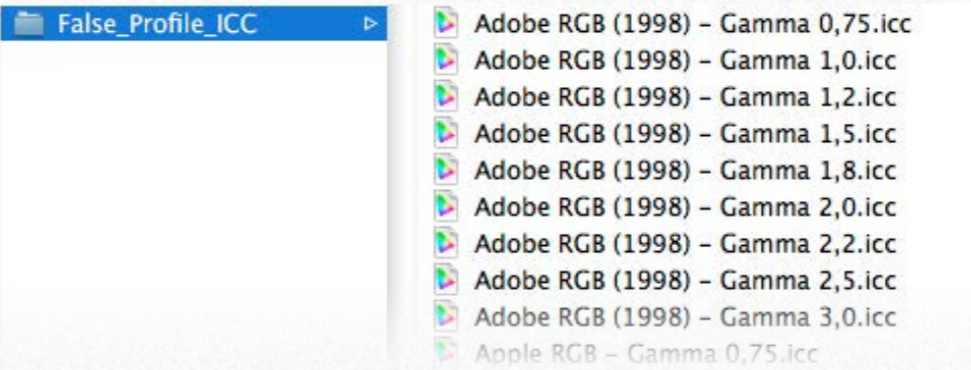 False_Profile_ICC
Adobe RGB (1998) – Gamma 0,75.icc
Adobe RGB (1998) – Gamma 1,0.icc
Adobe RGB (1998) – Gamma 1,2.icc
Adobe RGB (1998) – Gamma 1,5.icc
Adobe RGB (1998) – Gamma 1,8.icc
Adobe RGB (1998) – Gamma 2,0.icc
Adobe RGB (1998) – Gamma 2,2.icc
Adobe RGB (1998) – Gamma 2,5.icc
Adobe RGB (1998) – Gamma 3,0.icc
Apple RGB – Gamma 0,75.icc